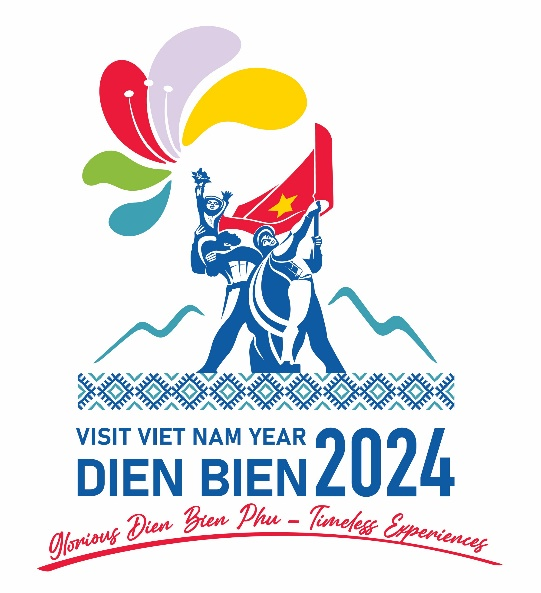 VISIT VIET NAM YEAR
DIEN BIEN 2024
Glorious Dien Bien Phu – Timeless Experiences